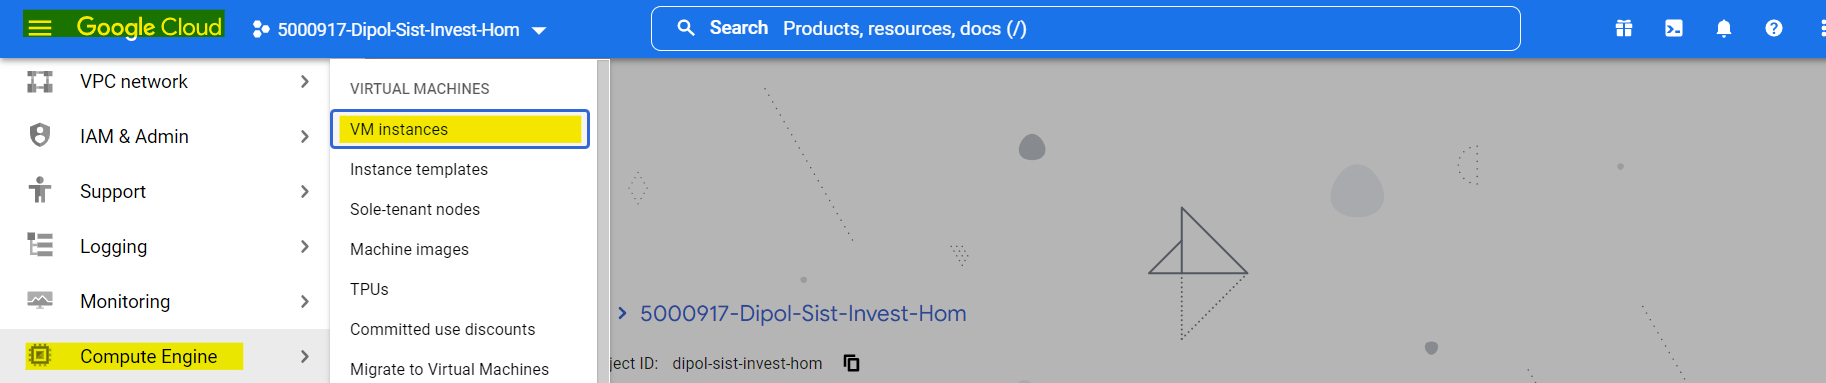 Google Cloud
5000917-Dipol-Sist-Invest-Hom
Search Products, resources, docs (/)
VPC network
IAM & Admin
Support
Logging
Monitoring
Compute Engine
VIRTUAL MACHINES
VM instances
Instance templates
Sole-tenant nodes
Machine images
TPUs
Committed use discounts
Migrate to Virtual Machines
5000917-Dipol-Sist-Invest-Hom
ject ID: dipol-sist-invest-hom